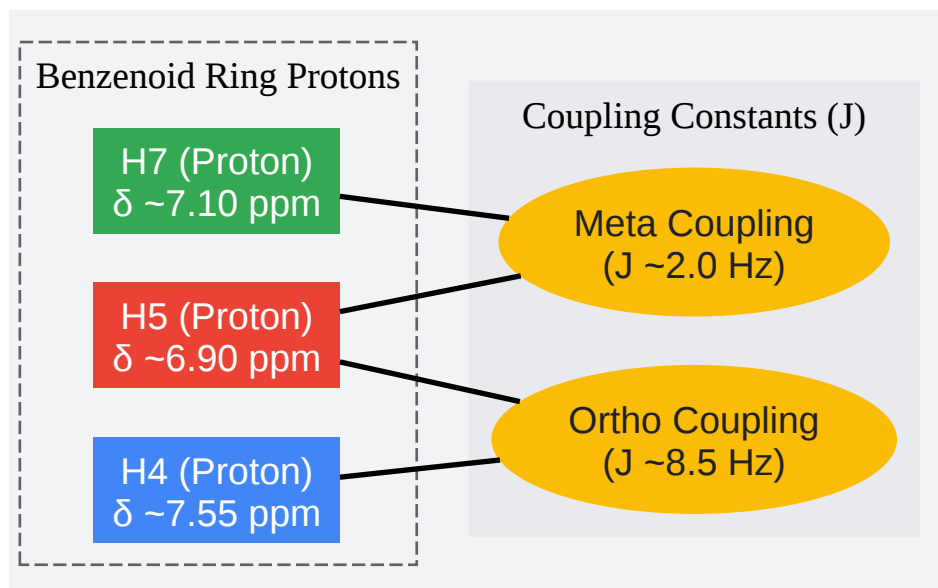 Benzenoid Ring Protons
H7 (Proton)
δ ~7.10 ppm
H5 (Proton)
δ ~6.90 ppm
H4 (Proton)
δ ~7.55 ppm
Coupling Constants (J)
Meta Coupling
(J ~2.0 Hz)
Ortho Coupling
(J ~8.5 Hz)